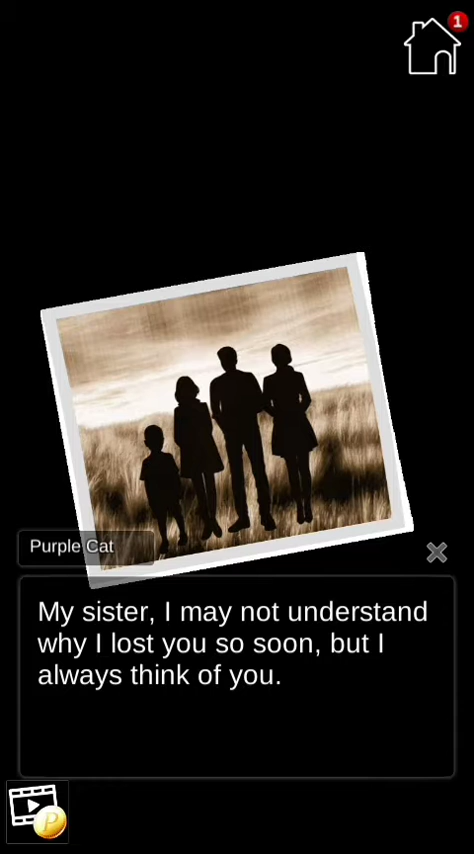 1
Purple Cat
My sister, I may not understand
why I lost you so soon, but I
always think of you.
P